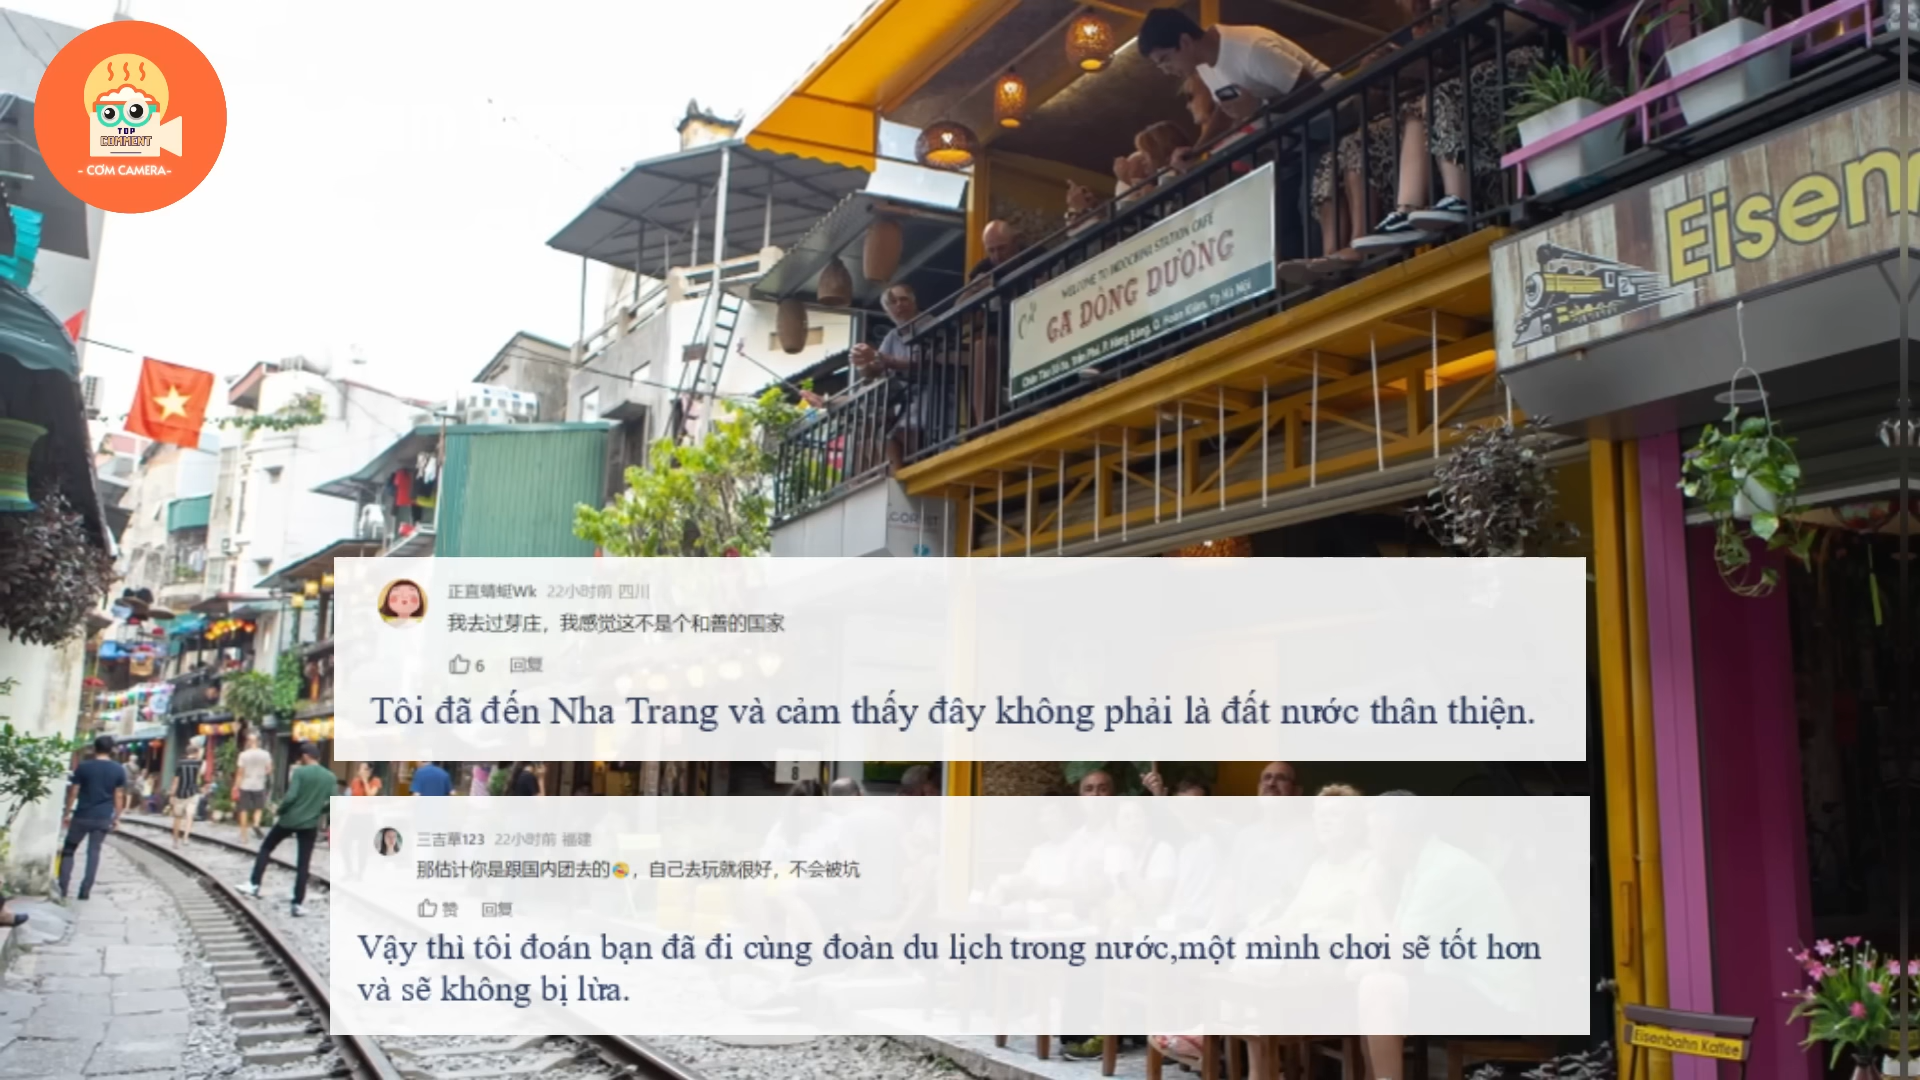 TOP
COMMENT
- CƠM CAMERA-
WELCOME TO INDOCHINA STATION CAFE
GA ĐÔNG DƯƠNG
Eisen
正直蜻蜓Wk 22小时前 四川
我去过芽庄，我感觉这不是个和善的国家
6 回复
Tôi đã đến Nha Trang và cảm thấy đây không phải là đất nước thân thiện.
8
三吉草123 22小时前 福建
那估计你是跟国内团去的🤣，自己去玩就很好，不会被坑
赞 回复
Vậy thì tôi đoán bạn đã đi cùng đoàn du lịch trong nước,một mình chơi sẽ tốt hơn
và sẽ không bị lừa.
Eisenbahn Kaffee